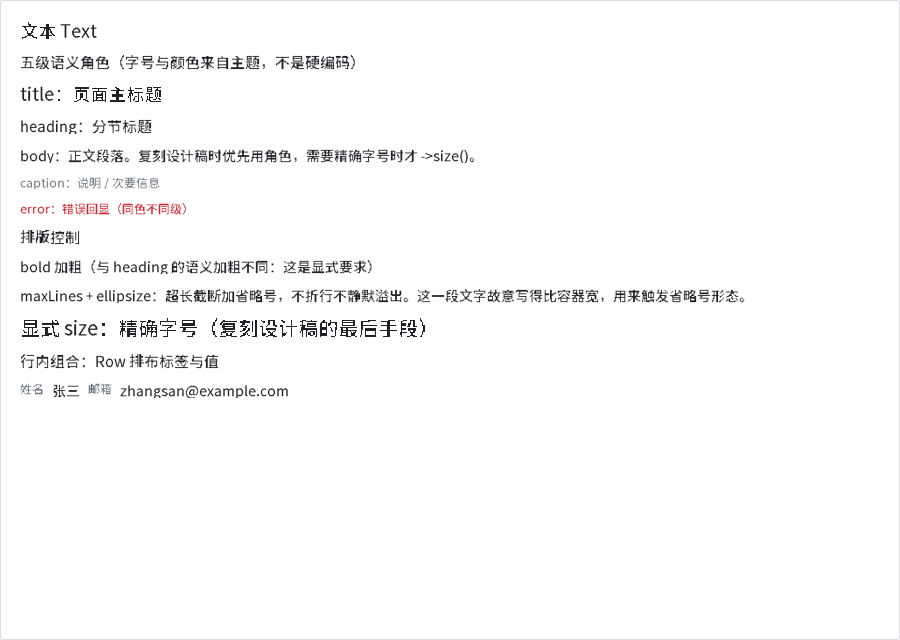 文本 Text
五级语义角色（字号与颜色来自主题，不是硬编码）
title：页面主标题
heading：分节标题
body：正文段落。复刻设计稿时优先用角色，需要精确字号时才 ->size()。
caption：说明 / 次要信息
error：错误回显（同色不同级）
排版控制
bold 加粗（与 heading 的语义加粗不同：这是显式要求）
maxLines + ellipsize：超长截断加省略号，不折行不静默溢出。这一段文字故意写得比容器宽，用来触发省略号形态。
显式 size：精确字号（复刻设计稿的最后手段）
行内组合：Row 排布标签与值
姓名 张三 邮箱 zhangsan@example.com